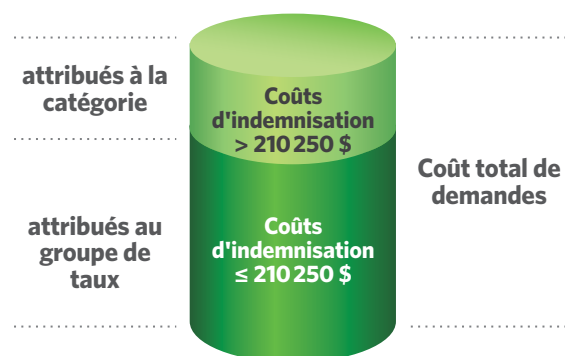 attribués à la
catégorie
Coûts
d'indemnisation
> 210 250 $
Coût total de
demandes
attribués au
groupe de
taux
Coûts
d'indemnisation
≤ 210 250 $